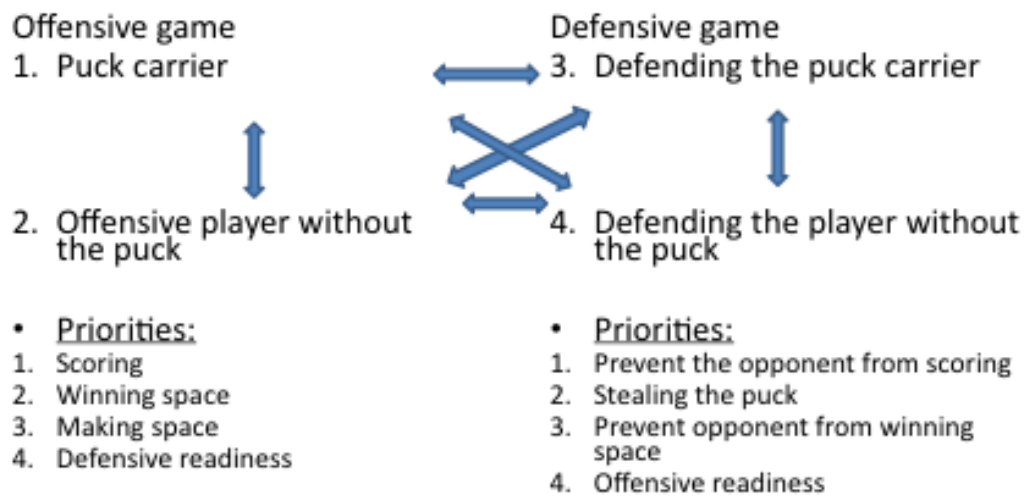 Offensive game
1. Puck carrier
2. Offensive player without
the puck
• Priorities:
1. Scoring
2. Winning space
3. Making space
4. Defensive readiness
Defensive game
3. Defending the puck carrier
4. Defending the player without
the puck
• Priorities:
1. Prevent the opponent from scoring
2. Stealing the puck
3. Prevent opponent from winning
space
4. Offensive readiness